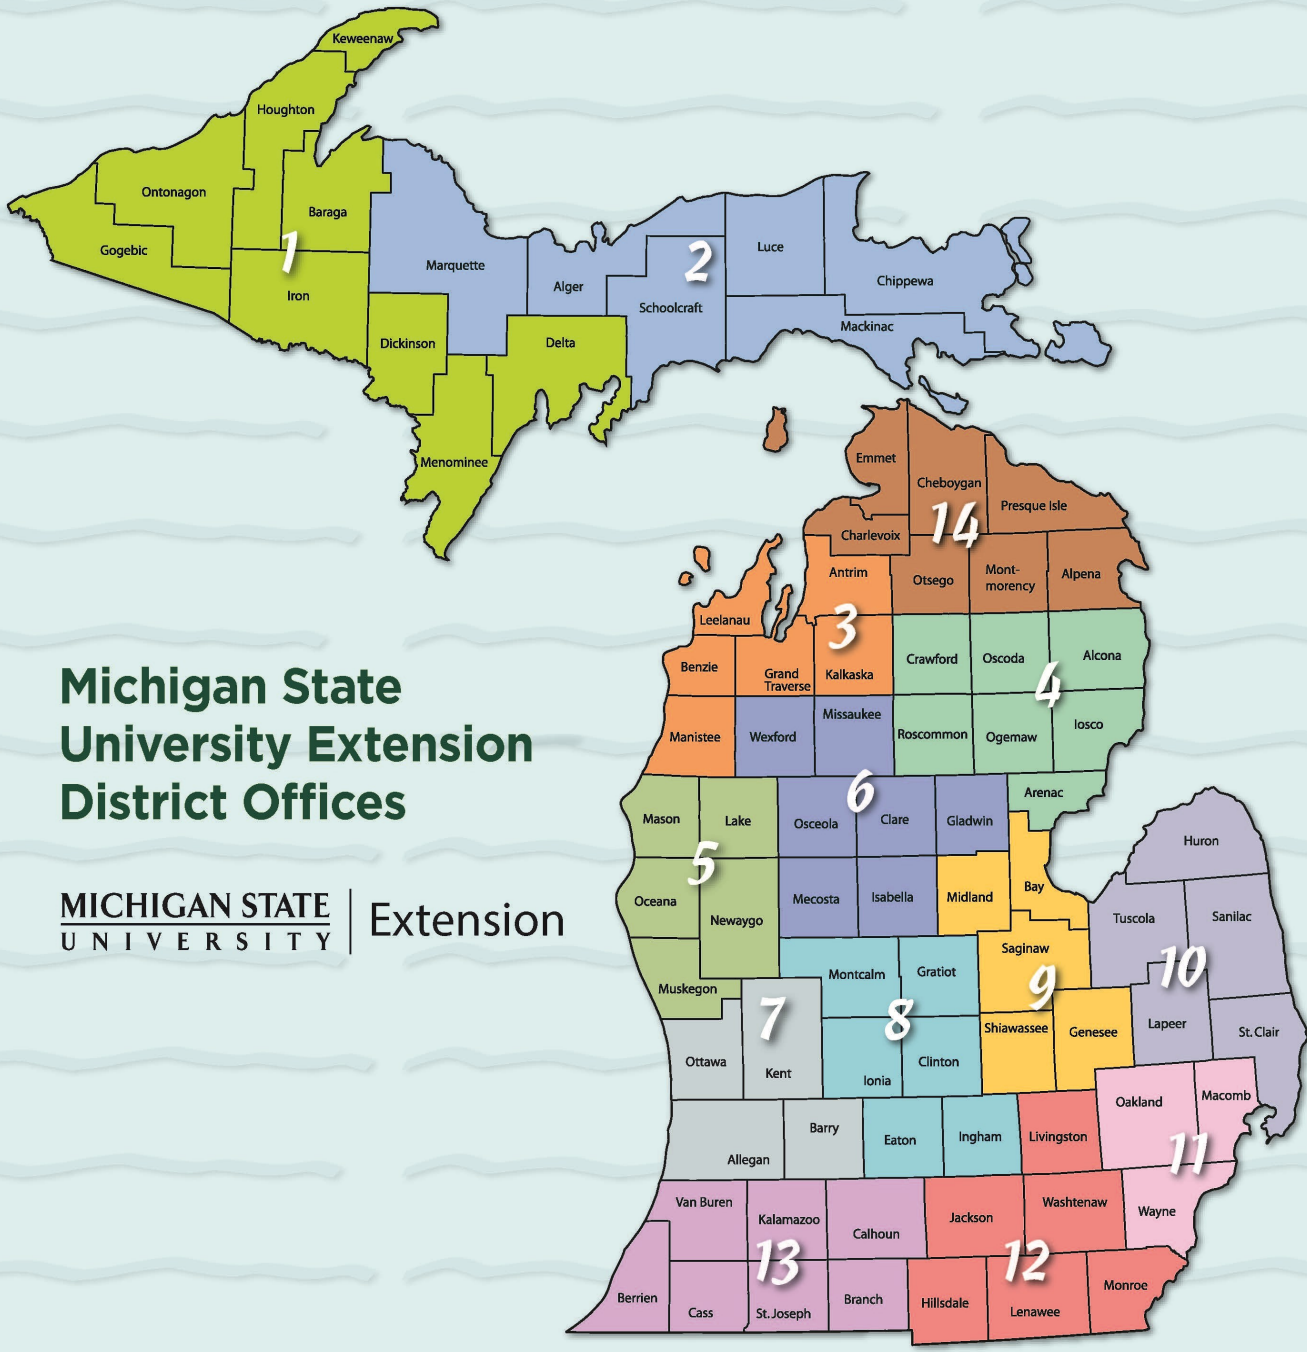 Keweenaw
Houghton
Ontonagon
Baraga
Gogebic
1
Iron
Marquette
Dickinson
Menominee
Delta
Alger
2
Schoolcraft
Luce
Chippewa
Mackinac
Emmet
Cheboygan
Presque Isle
14
Charlevoix
Otsego
Mont-
morency
Alpena
Antrim
Leelanau
3
Benzie
Grand
Traverse
Kalkaska
Manistee
Crawford
Oscoda
Alcona
4
Roscommon
Ogemaw
Iosco
Arenac
Michigan State
University Extension
District Offices
MICHIGAN STATE
UNIVERSITY
Extension
Wexford
Missaukee
6
Osceola
Clare
Gladwin
Mecosta
Isabella
Mason
Lake
5
Oceana
Newaygo
Muskegon
Midland
Bay
Saginaw
9
Shiawassee
Genesee
Huron
Tuscola
Sanilac
10
Lapeer
St. Clair
7
Ottawa
Kent
Allegan
Barry
Montcalm
Gratiot
8
Ionia
Clinton
Eaton
Ingham
Livingston
Oakland
Macomb
11
Wayne
Van Buren
Kalamazoo
Calhoun
13
Berrien
Cass
St. Joseph
Branch
Jackson
Washtenaw
12
Hillsdale
Lenawee
Monroe